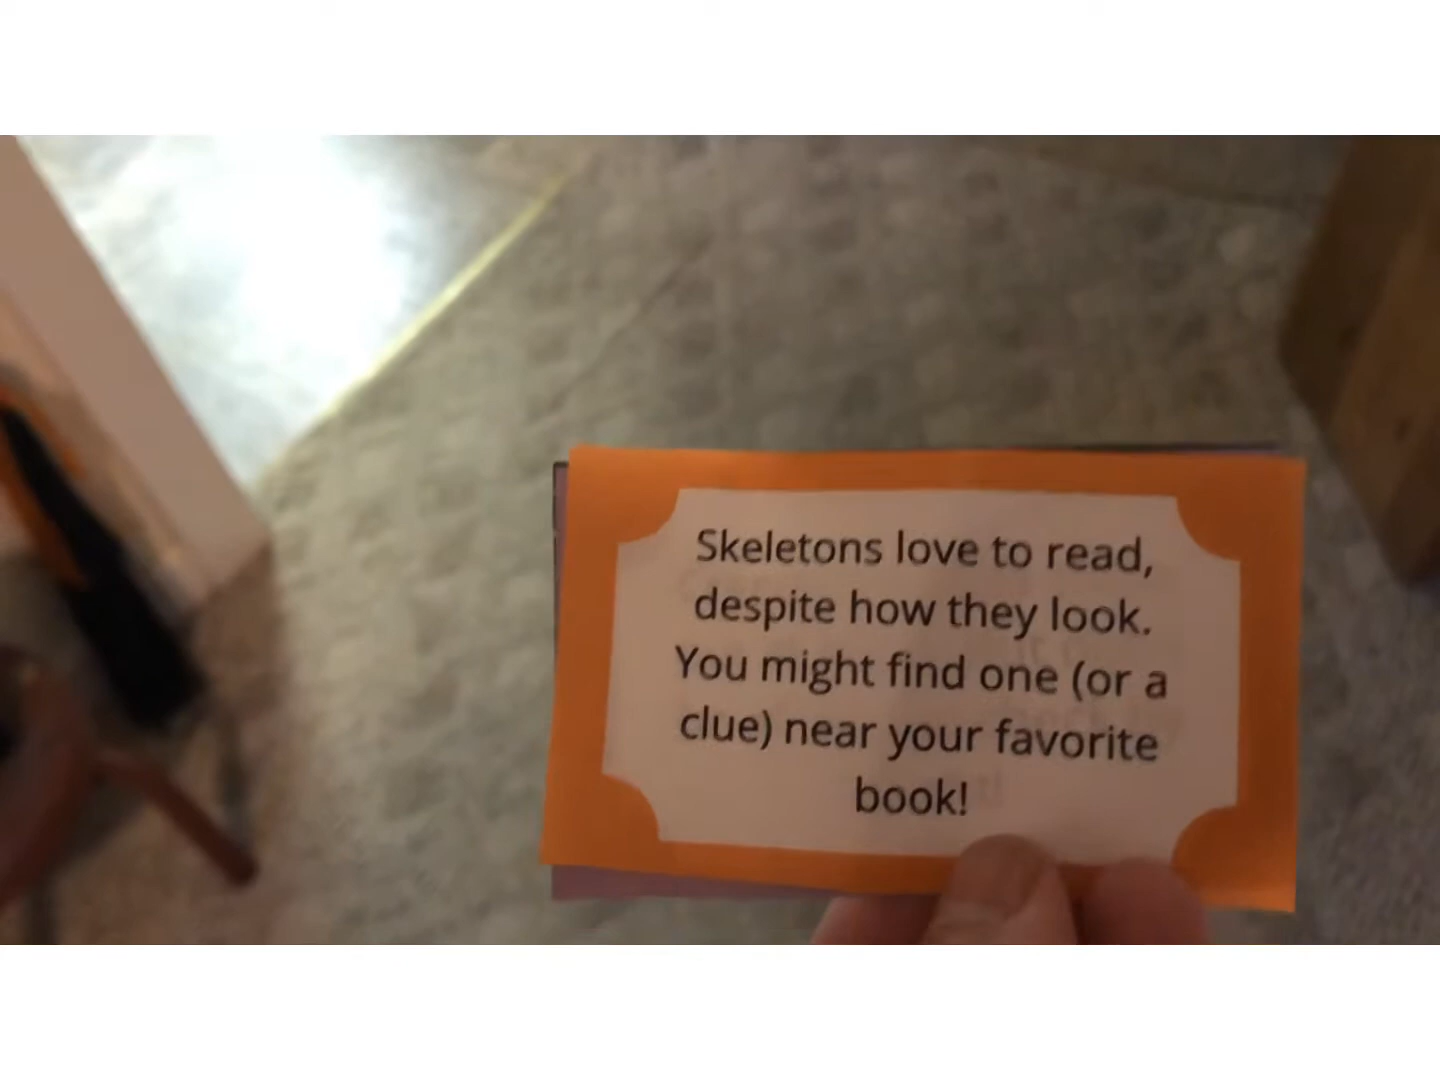 Skeletons love to read,
despite how they look.
You might find one (or a
clue) near your favorite
book!